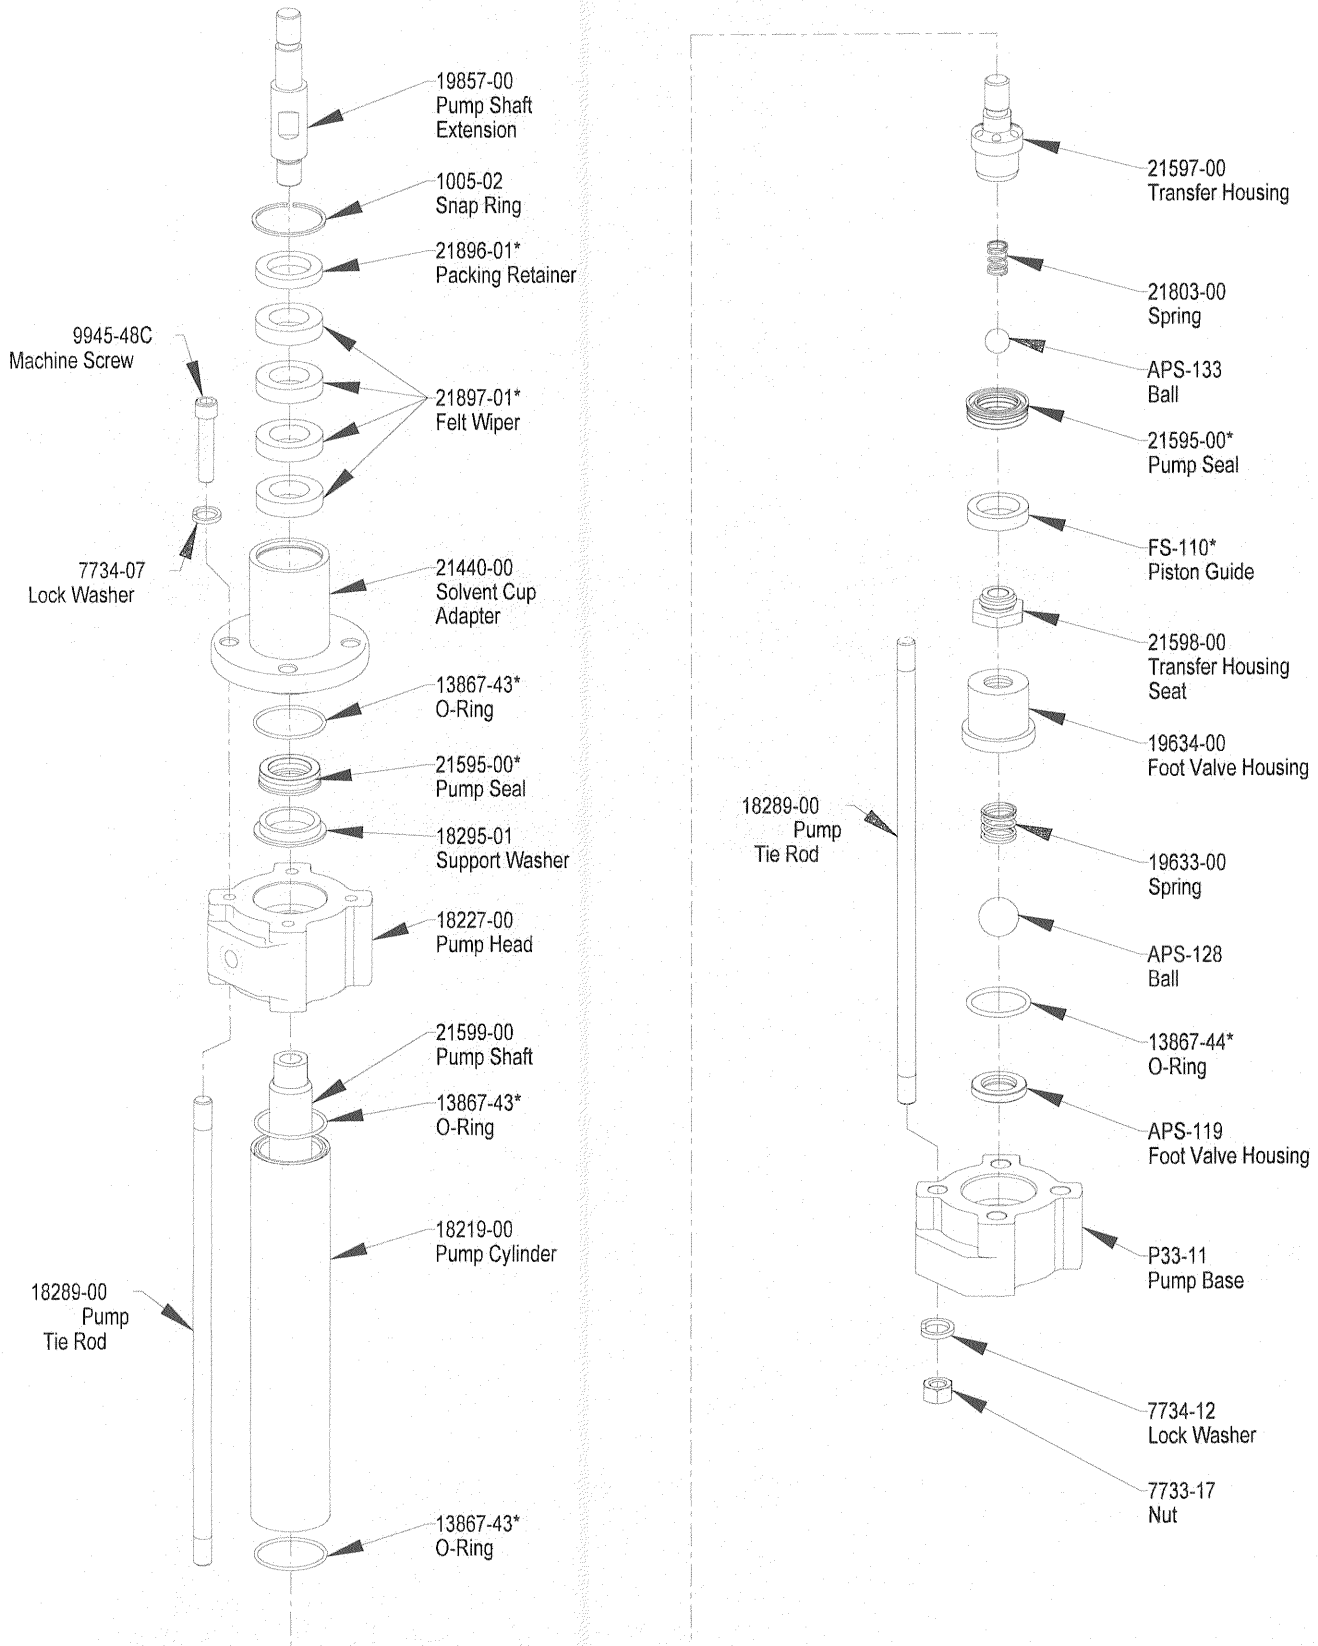 19857-00
Pump Shaft
Extension
1005-02
Snap Ring
21896-01*
Packing Retainer
9945-48C
Machine Screw
21897-01*
Felt Wiper
7734-07
Lock Washer
21440-00
Solvent Cup
Adapter
13867-43*
O-Ring
21595-00*
Pump Seal
18295-01
Support Washer
18227-00
Pump Head
21599-00
Pump Shaft
13867-43*
O-Ring
18219-00
Pump Cylinder
18289-00
Pump
Tie Rod
13867-43*
O-Ring
21597-00
Transfer Housing
21803-00
Spring
APS-133
Ball
21595-00*
Pump Seal
FS-110*
Piston Guide
21598-00
Transfer Housing
Seat
19634-00
Foot Valve Housing
18289-00
Pump
Tie Rod
19633-00
Spring
APS-128
Ball
13867-44*
O-Ring
APS-119
Foot Valve Housing
P33-11
Pump Base
7734-12
Lock Washer
7733-17
Nut